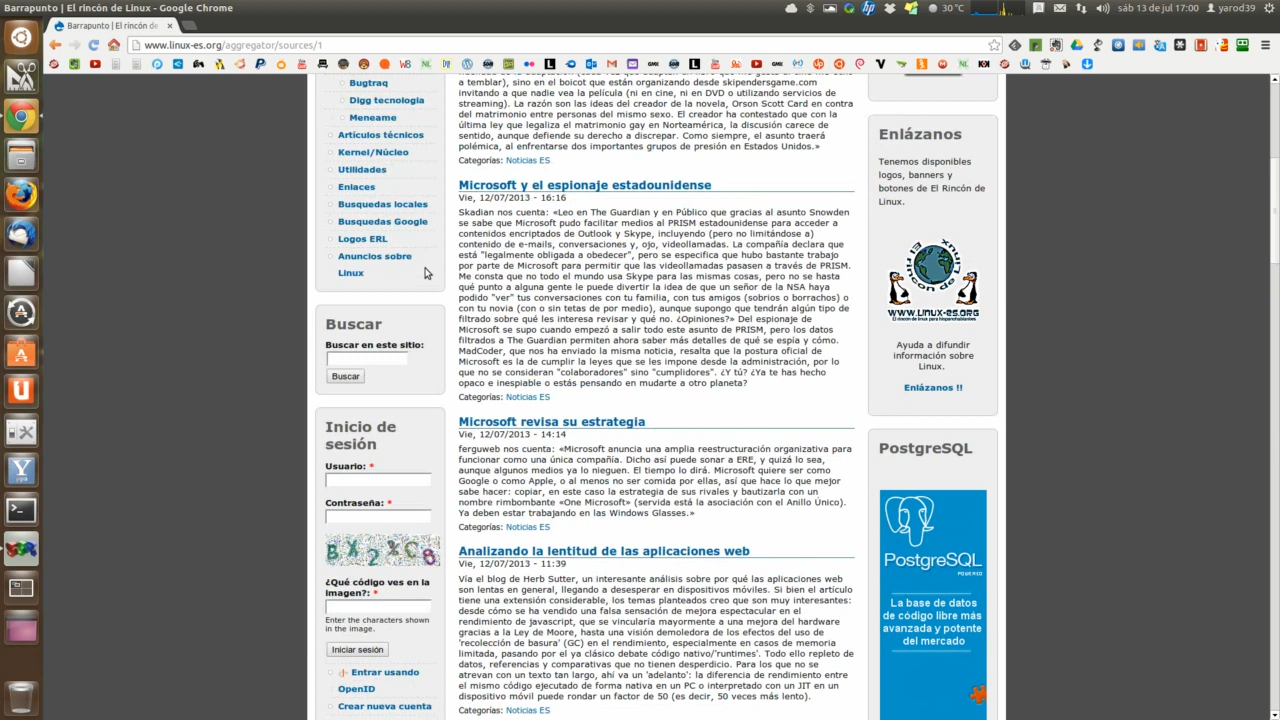 Barrapunto | El rincón de Linux - Google Chrome
30 °C
sáb 13 de jul 17:00
yarod39
Barrapunto | El rincón de
www.linux-es.org/aggregator/sources/1
Bugtraq
Digg tecnologia
Meneame
Artículos técnicos
Kernel/Núcleo
Utilidades
Enlaces
Busquedas locales
Busquedas Google
Logos ERL
Anuncios sobre
Linux
Buscar
Buscar en este sitio:
Buscar
Inicio de
sesión
Usuario: *
Contraseña: *
¿Qué código ves en la
imagen?: *
Enter the characters shown
in the image.
Iniciar sesión
Entrar usando
OpenID
Crear nueva cuenta
a temblar), sino en el boicot que están organizando desde skipendersgame.com
invitando a que nadie vea la película (ni en cine, ni en DVD o utilizando servicios de
streaming). La razón son las ideas del creador de la novela, Orson Scott Card en contra
del matrimonio entre personas del mismo sexo. El creador ha contestado que con la
última ley que legaliza el matrimonio gay en Norteamérica, la discusión carece de
sentido, aunque defiende su derecho a discrepar. Como siempre, el asunto traerá
polémica, al enfrentarse dos importantes grupos de presión en Estados Unidos.»
Categorías: Noticias ES
Microsoft y el espionaje estadounidense
Vie, 12/07/2013 - 16:16
Skadian nos cuenta: «Leo en The Guardian y en Público que gracias al asunto Snowden
se sabe que Microsoft pudo facilitar medios al PRISM estadounidense para acceder a
contenidos encriptados de Outlook y Skype, incluyendo (pero no limitándose a)
contenido de e-mails, conversaciones y, ojo, videollamadas. La compañía declara que
está "legalmente obligada a obedecer", pero se especifica que hubo bastante trabajo
por parte de Microsoft para permitir que las videollamadas pasasen a través de PRISM.
Me consta que no todo el mundo usa Skype para las mismas cosas, pero no se hasta
qué punto a alguna gente le puede divertir la idea de que un señor de la NSA haya
podido "ver" tus conversaciones con tu familia, con tus amigos (sobrios o borrachos) o
con tu novia (con o sin tetas de por medio), aunque supongo que tendrán algún tipo de
filtrado sobre qué les interesa revisar y qué no. ¿Opiniones?» Del espionaje de
Microsoft se supo cuando empezó a salir todo este asunto de PRISM, pero los datos
filtrados a The Guardian permiten ahora saber más detalles de qué se espía y cómo.
MadCoder, que nos ha enviado la misma noticia, resalta que la postura oficial de
Microsoft es la de cumplir la leyes que se les impone desde la administración, por lo
que no se consideran "colaboradores" sino "cumplidores". ¿Y tú? ¿Ya te has hecho
opaco e inespiable o estás pensando en mudarte a otro planeta?
Categorías: Noticias ES
Microsoft revisa su estrategia
Vie, 12/07/2013 - 14:14
ferguweb nos cuenta: «Microsoft anuncia una amplia reestructuración organizativa para
funcionar como una única compañía. Dicho así puede sonar a ERE, y quizá lo sea,
aunque algunos medios ya lo nieguen. El tiempo lo dirá. Microsoft quiere ser como
Google o como Apple, o al menos no ser comida por ellas, así que hace lo que mejor
sabe hacer: copiar, en este caso la estrategia de sus rivales y bautizarla con un
nombre rimbombante «One Microsoft» (servida está la asociación con el Anillo Único).
Ya deben estar trabajando en las Windows Glasses.»
Categorías: Noticias ES
Analizando la lentitud de las aplicaciones web
Vie, 12/07/2013 - 11:39
Vía el blog de Herb Sutter, un interesante análisis sobre por qué las aplicaciones web
son lentas en general, llegando a desesperar en dispositivos móviles. Si bien el artículo
tiene una extensión considerable, los temas planteados creo que son muy interesantes:
desde cómo se ha vendido una falsa sensación de mejora espectacular en el
rendimiento de javascript, que se vincularía mayormente a una mejora del hardware
gracias a la Ley de Moore, hasta una visión demoledora de los efectos del uso de
'recolección de basura' (GC) en el rendimiento, especialmente en casos de memoria
limitada, pasando por el ya clásico debate código nativo/'runtimes'. Todo ello repleto de
datos, referencias y comparativas que no tienen desperdicio. Para los que no se
atrevan con un texto tan largo, ahí va un 'adelanto': la diferencia de rendimiento entre
el mismo código ejecutado de forma nativa en un PC o interpretado con un JIT en un
dispositivo móvil puede rondar un factor de 50 (es decir, 50 veces más lento).
Categorías: Noticias ES
Enlázanos
Tenemos disponibles
logos, banners y
botones de El Rincón de
Linux.
El rincón de linux
www.LINUX-ES.ORG
El rincón de linux para hispanohablantes
Ayuda a difundir
información sobre
Linux.
Enlázanos !!
PostgreSQL
PostgreSQL
POWERED
La base de datos
de código libre más
avanzada y potente
del mercado